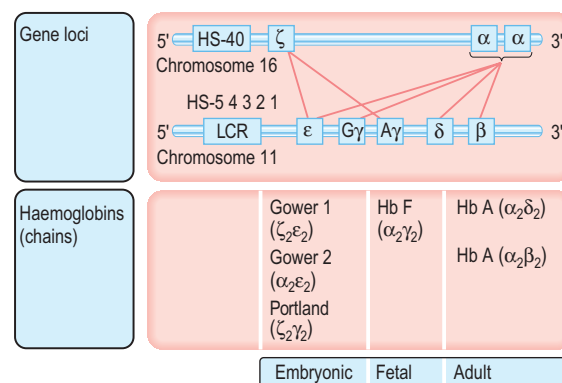 Gene loci
5' HS-40 ζ α α 3'
Chromosome 16
HS-5 4 3 2 1
5' LCR ε Gγ Aγ δ β 3'
Chromosome 11
Haemoglobins
(chains)
Gower 1
(ζ₂ε₂)
Gower 2
(α₂ε₂)
Portland
(ζ₂γ₂)
Hb F
(α₂γ₂)
Hb A (α₂δ₂)
Hb A (α₂β₂)
Embryonic Fetal Adult